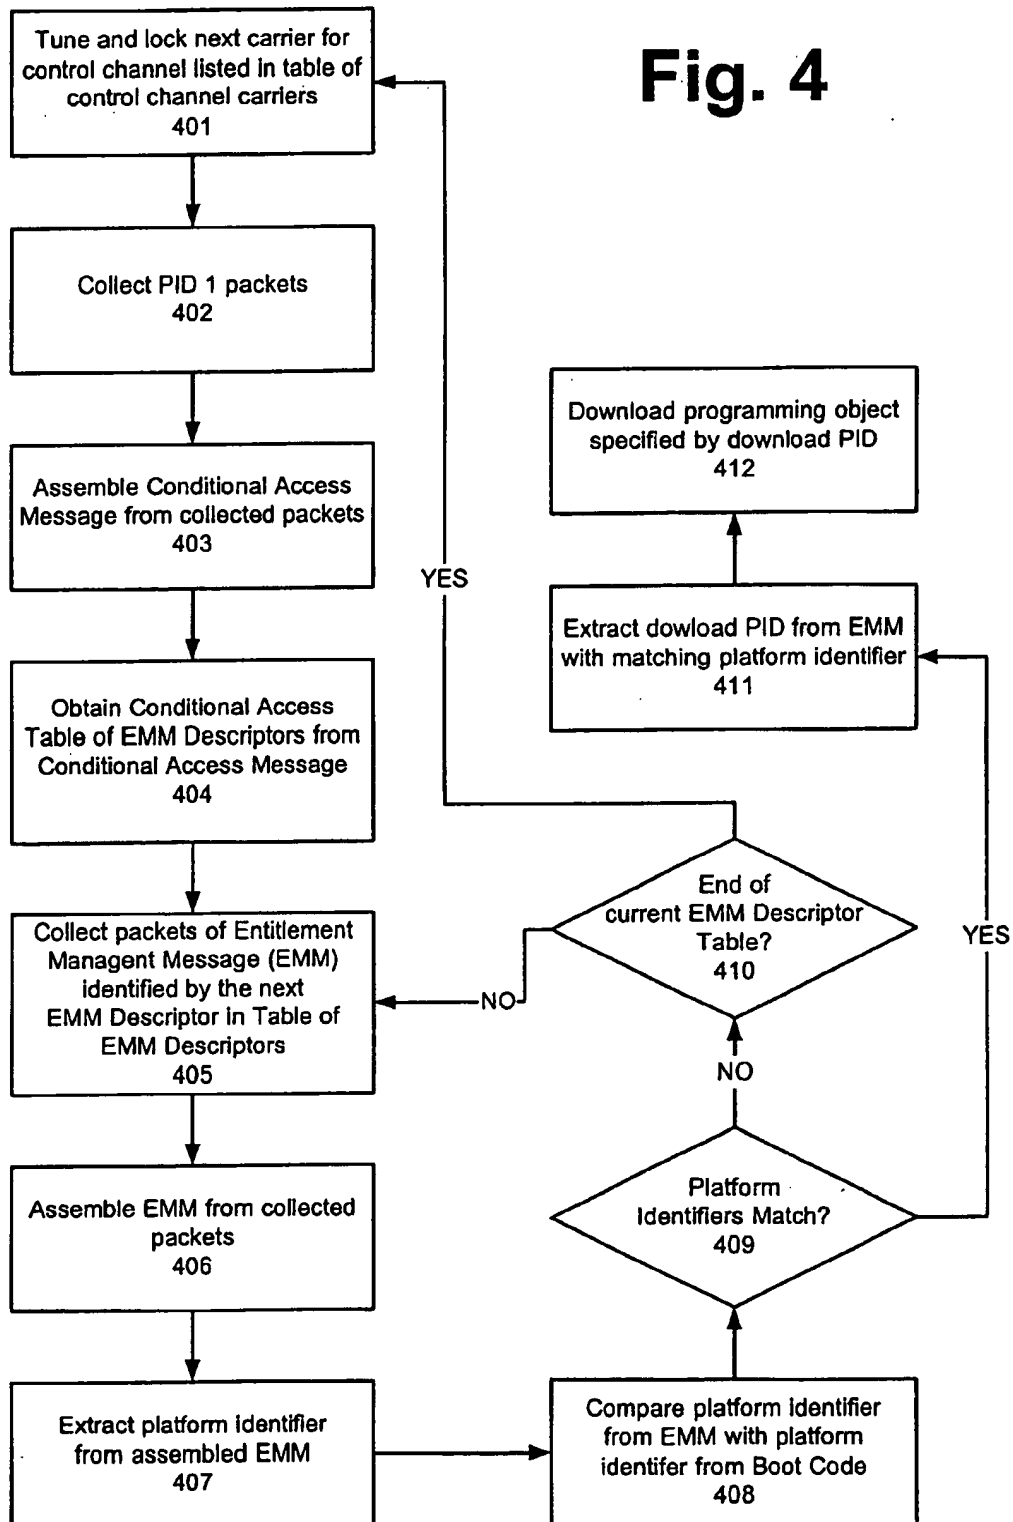 Fig. 4
Tune and lock next carrier for
control channel listed in table of
control channel carriers
401
Collect PID 1 packets
402
Assemble Conditional Access
Message from collected packets
403
Obtain Conditional Access
Table of EMM Descriptors from
Conditional Access Message
404
Collect packets of Entitlement
Managent Message (EMM)
identified by the next
EMM Descriptor in Table of
EMM Descriptors
405
Assemble EMM from collected
packets
406
Extract platform identifier
from assembled EMM
407
Compare platform identifier
from EMM with platform
identifer from Boot Code
408
Platform
Identifiers Match?
409
NO
YES
End of
current EMM Descriptor
Table?
410
NO
YES
Extract dowload PID from EMM
with matching platform identifier
411
Download programming object
specified by download PID
412